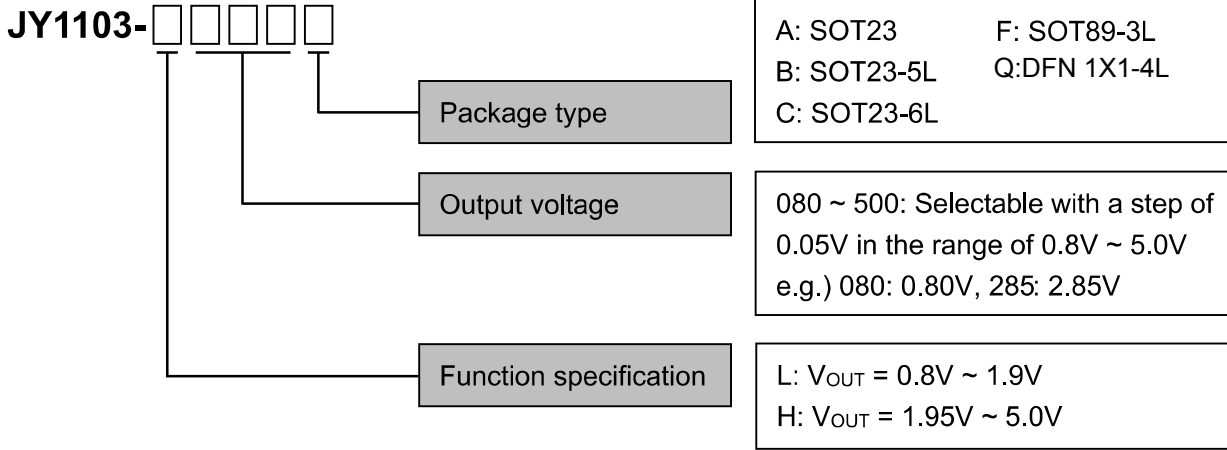 JY1103-
Package type
A: SOT23 F: SOT89-3L
B: SOT23-5L Q:DFN 1X1-4L
C: SOT23-6L
Output voltage
080 ~ 500: Selectable with a step of
0.05V in the range of 0.8V ~ 5.0V
e.g.) 080: 0.80V, 285: 2.85V
Function specification
L: VOUT = 0.8V ~ 1.9V
H: VOUT = 1.95V ~ 5.0V